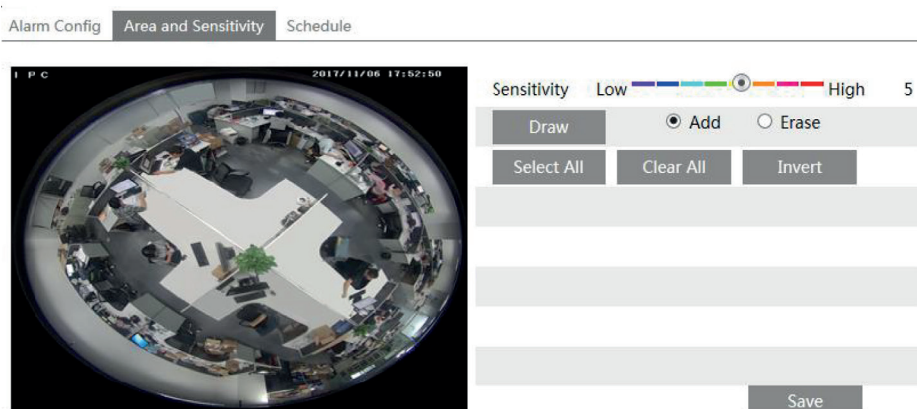 Alarm Config Area and Sensitivity Schedule
I P C 2017/11/06 17:52:50
Sensitivity Low High 5
Draw Add Erase
Select All Clear All Invert
Save